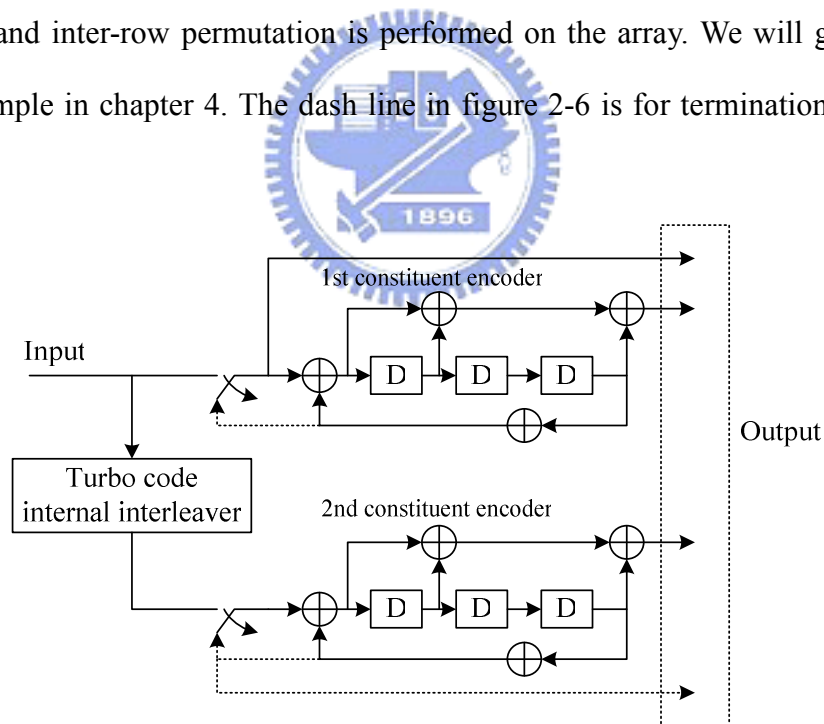 and inter-row permutation is performed on the array. We will g
mple in chapter 4. The dash line in figure 2-6 is for termination
1896
1st constituent encoder
Input
D D D
Output
Turbo code
internal interleaver
2nd constituent encoder
D D D